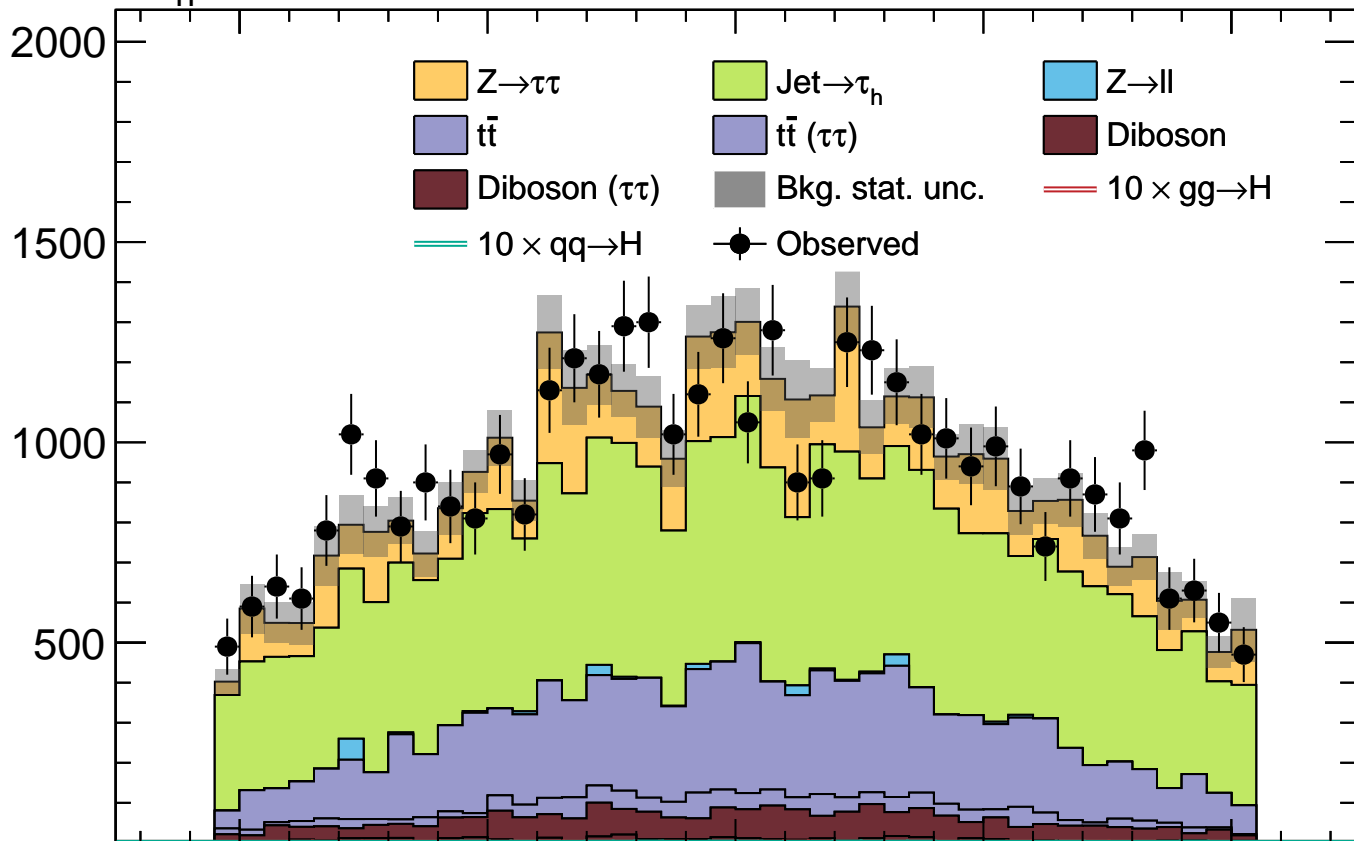 2000
Z→ττ Jet→τh Z→ll
tt̄ tt̄ (ττ) Diboson
Diboson (ττ) Bkg. stat. unc. 10 × gg→H
1500
10 × qq→H Observed
1000
500